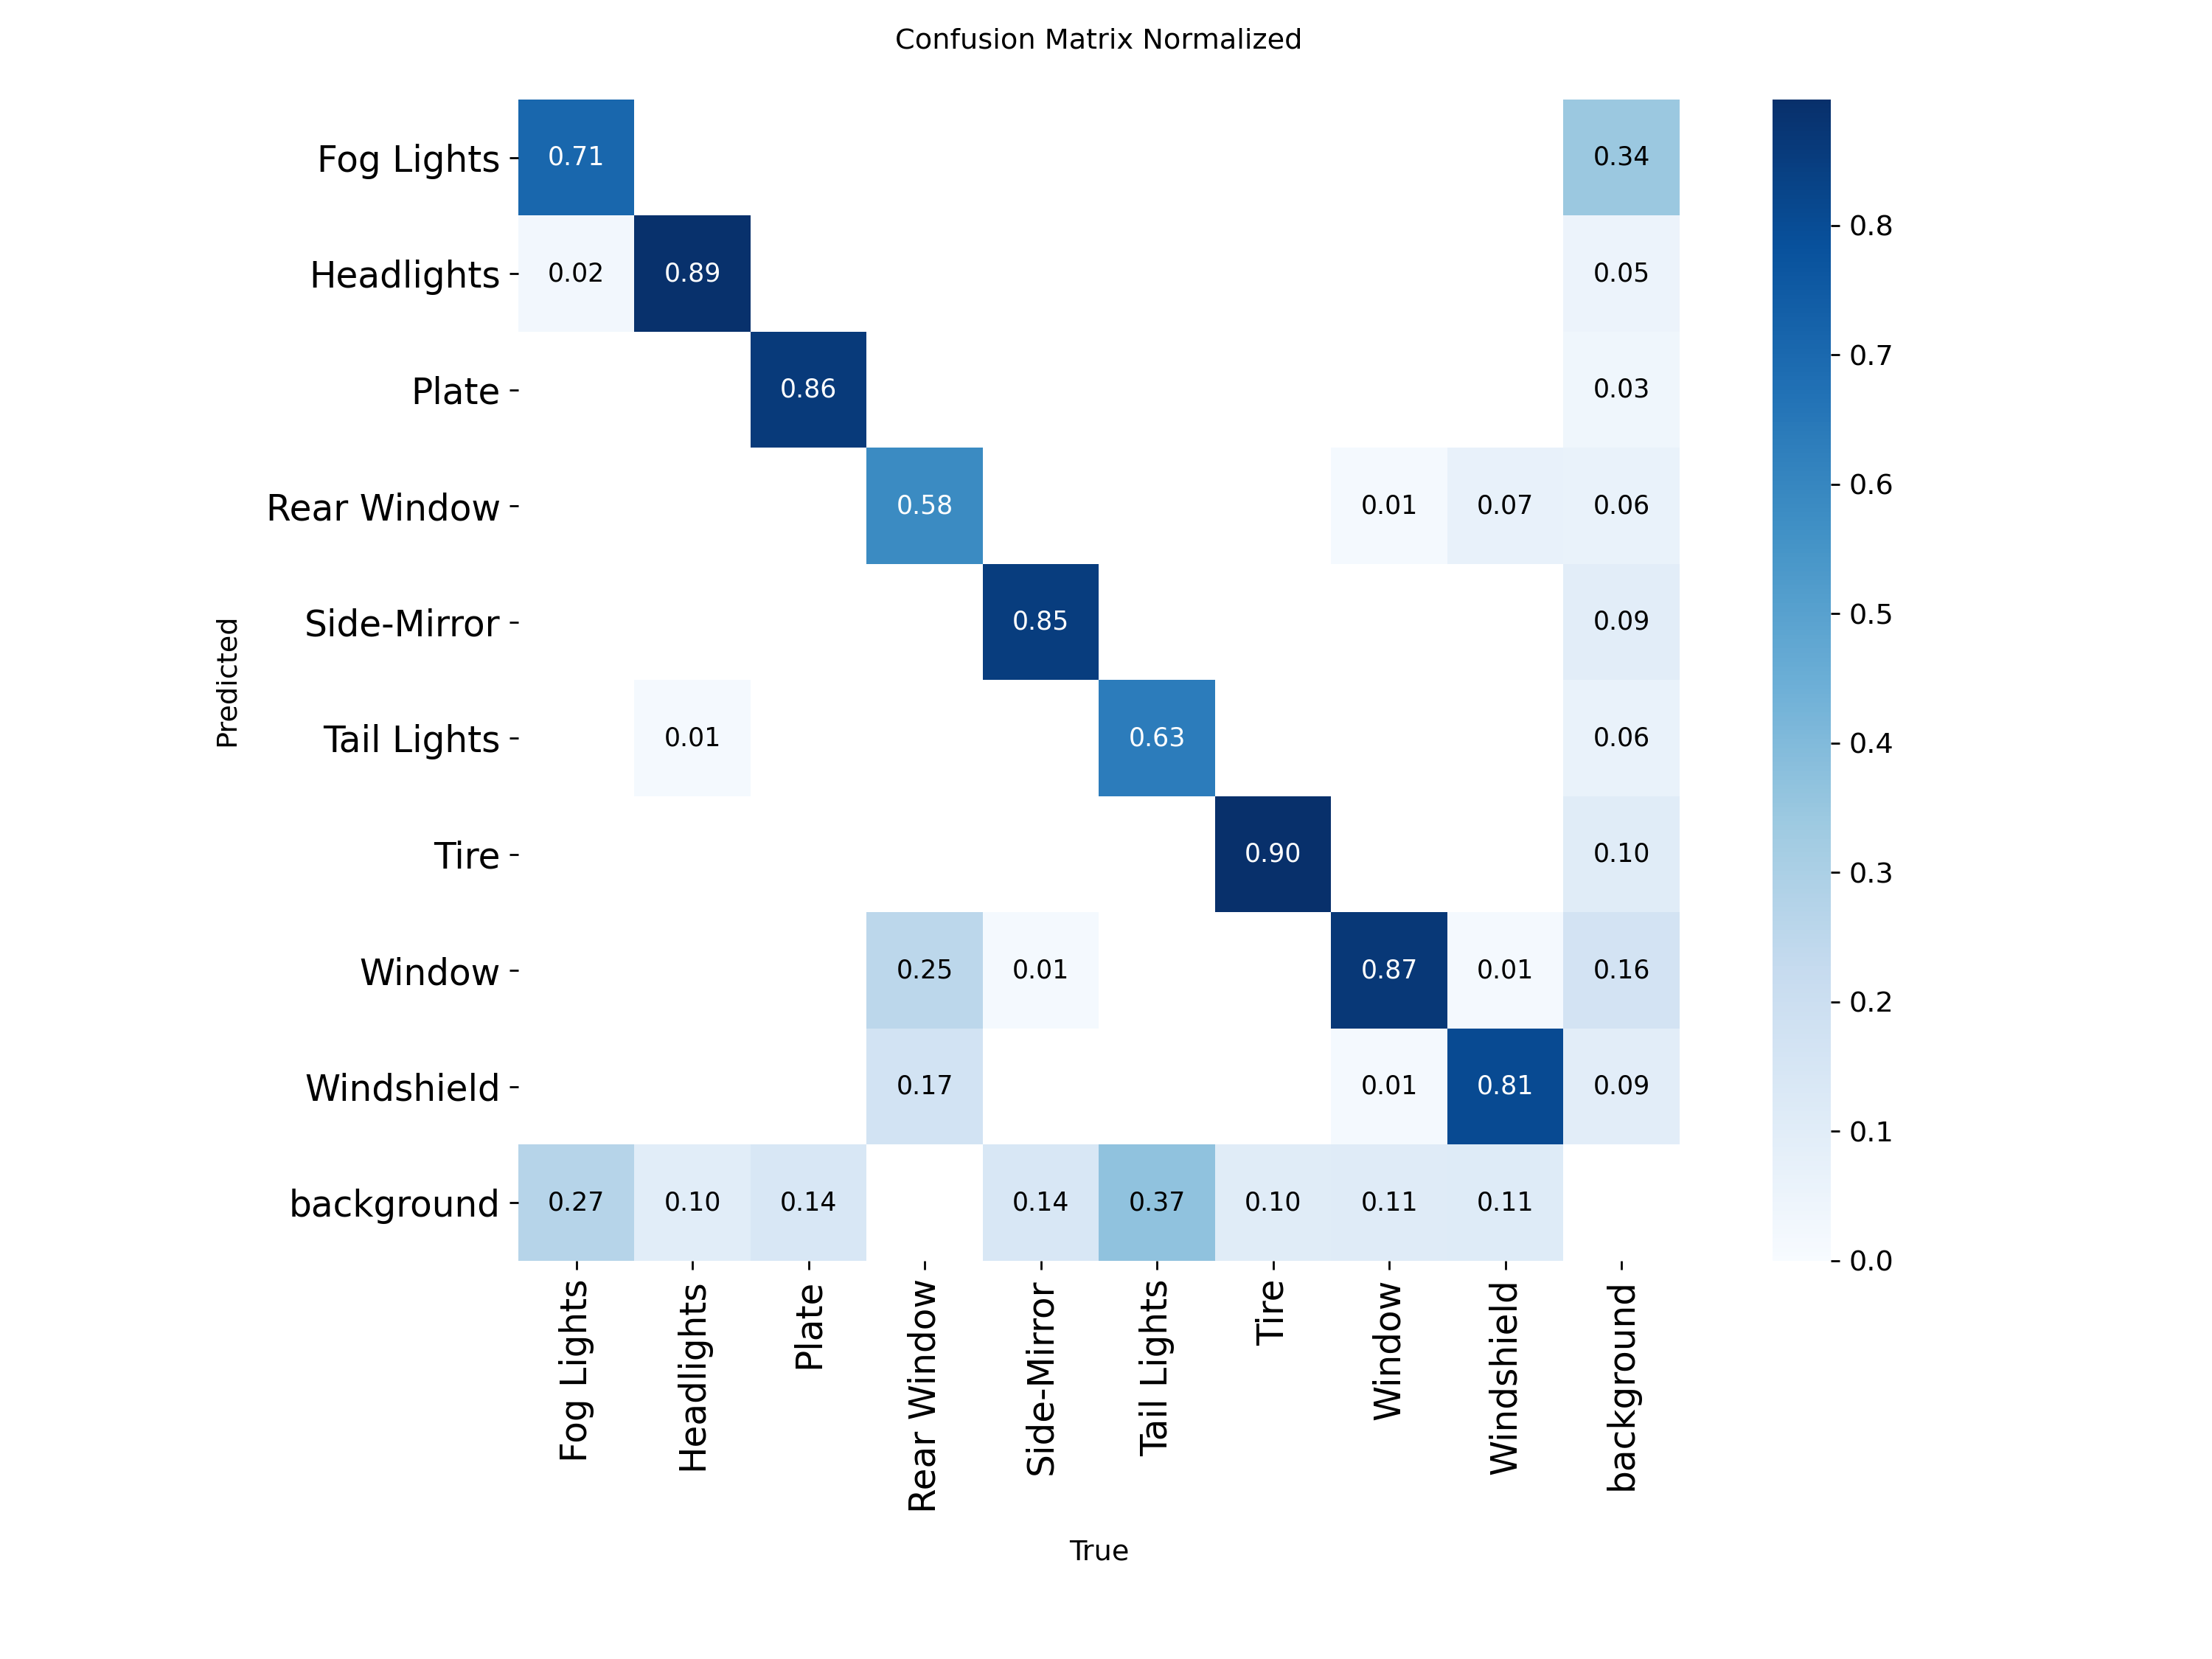 Confusion Matrix Normalized
Fog Lights 0.71 0.34
Headlights 0.02 0.89 0.05
Plate 0.86 0.03
Rear Window 0.58 0.01 0.07 0.06
Side-Mirror 0.85 0.09
Tail Lights 0.01 0.63 0.06
Tire 0.90 0.10
Window 0.25 0.01 0.87 0.01 0.16
Windshield 0.17 0.01 0.81 0.09
background 0.27 0.10 0.14 0.14 0.37 0.10 0.11 0.11
Predicted
Fog Lights
Headlights
Plate
Rear Window
Side-Mirror
Tail Lights
Tire
Window
Windshield
background
True
0.8
0.7
0.6
0.5
0.4
0.3
0.2
0.1
0.0